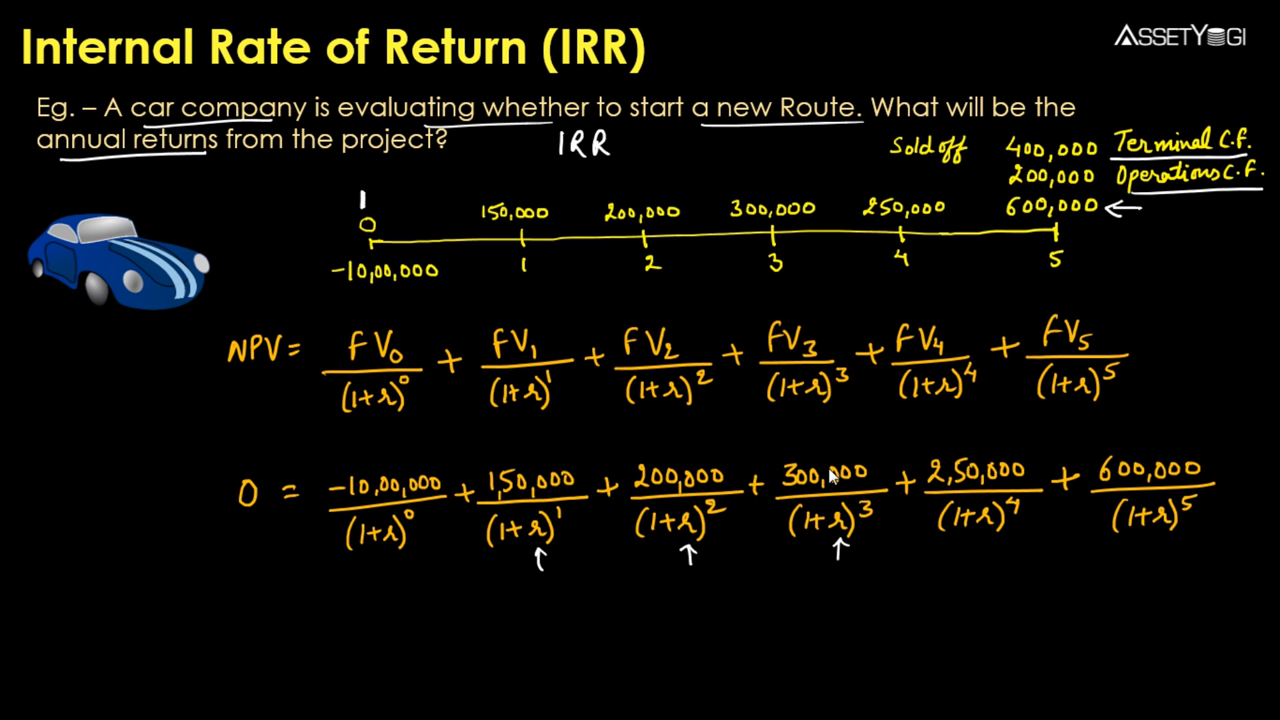 Internal Rate of Return (IRR)
ASSETYOGI
Eg. – A car company is evaluating whether to start a new Route. What will be the
annual returns from the project?
IRR
Sold off 400,000 Terminal C.F.
200,000 Operations C.F.
1 150,000 200,000 300,000 250,000 600,000
0
-10,00,000 1 2 3 4 5
NPV = FV₀/(1+r)⁰ + FV₁/(1+r)¹ + FV₂/(1+r)² + FV₃/(1+r)³ + FV₄/(1+r)⁴ + FV₅/(1+r)⁵
0 = -10,00,000/(1+r)⁰ + 1,50,000/(1+r)¹ + 200,000/(1+r)² + 300,000/(1+r)³ + 2,50,000/(1+r)⁴ + 600,000/(1+r)⁵